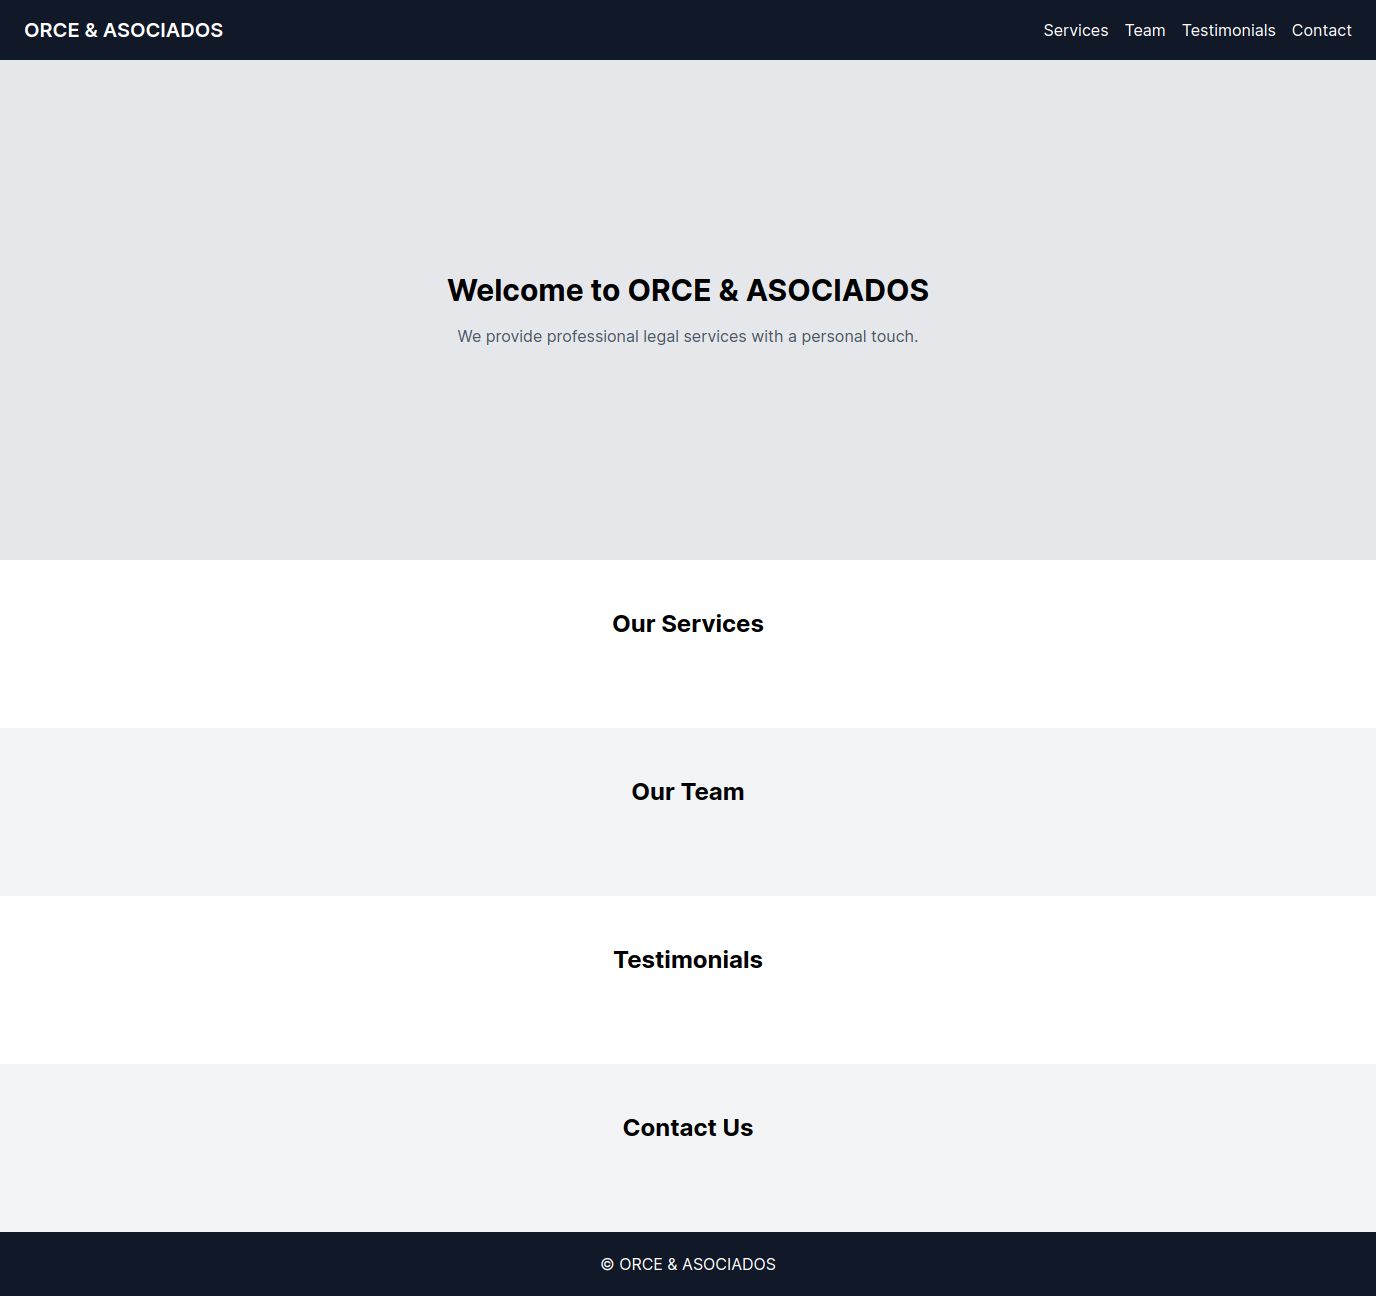 ORCE & ASOCIADOS
Services Team Testimonials Contact
Welcome to ORCE & ASOCIADOS
We provide professional legal services with a personal touch.
Our Services
Our Team
Testimonials
Contact Us
© ORCE & ASOCIADOS